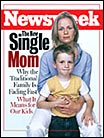 Newsweek
The New
Single
Mom
Why the
Traditional
Family Is
Fading Fast
What It
Means for
Our Kids